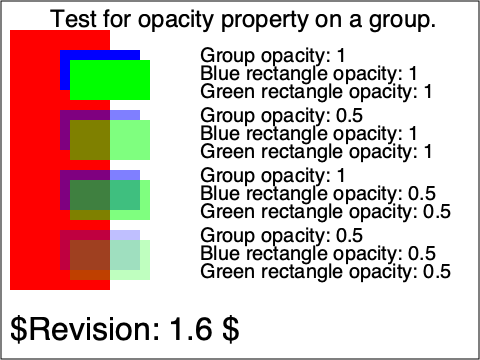 Test for opacity property on a group.
Group opacity: 1
Blue rectangle opacity: 1
Green rectangle opacity: 1
Group opacity: 0.5
Blue rectangle opacity: 1
Green rectangle opacity: 1
Group opacity: 1
Blue rectangle opacity: 0.5
Green rectangle opacity: 0.5
Group opacity: 0.5
Blue rectangle opacity: 0.5
Green rectangle opacity: 0.5
$Revision: 1.6 $